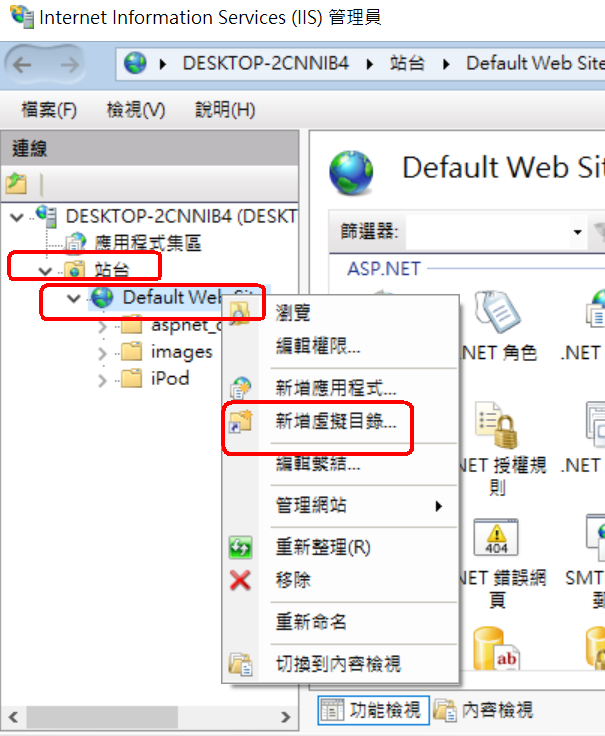 Internet Information Services (IIS) 管理員
DESKTOP-2CNNIB4 站台 Default Web Site
檔案(F) 檢視(V) 說明(H)
連線
DESKTOP-2CNNIB4 (DESKT
應用程式集區
站台
Default Web Sit
aspnet_c
images
iPod
瀏覽
編輯權限...
新增應用程式...
新增虛擬目錄...
編輯繫結...
管理網站
重新整理(R)
移除
重新命名
切換到內容檢視
Default Web Sit
篩選器:
ASP.NET
.NET 角色 .NET
NET 授權規則 .NET
404
NET 錯誤網頁 SMT
郵
ab
功能檢視 內容檢視